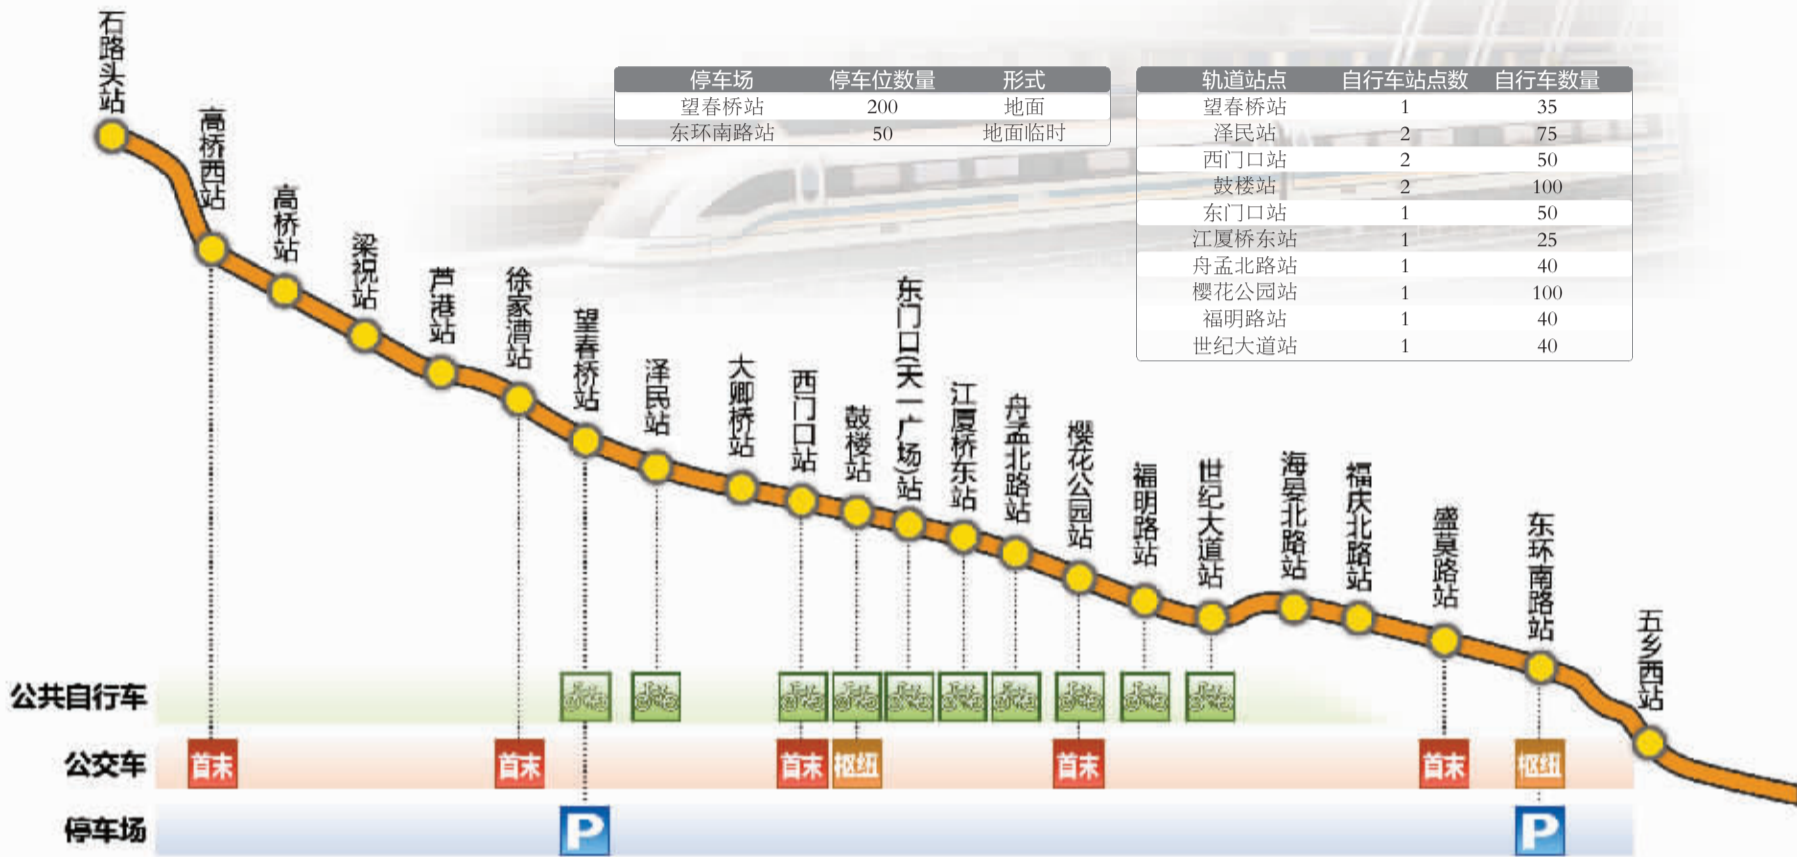 停车场 停车位数量 形式
望春桥站 200 地面
东环南路站 50 地面临时
轨道站点 自行车站点数 自行车数量
望春桥站 1 35
泽民站 2 75
西门口站 2 50
鼓楼站 2 100
东门口站 1 50
江厦桥东站 1 25
舟孟北路站 1 40
樱花公园站 1 100
福明路站 1 40
世纪大道站 1 40
石路头站
高桥西站
高桥站
梁祝站
芦港站
徐家漕站
望春桥站
泽民站
大卿桥站
西门口站
鼓楼站
东门口(天一广场)站
江厦桥东站
舟孟北路站
樱花公园站
福明路站
世纪大道站
海晏北路站
福庆北路站
盛莫路站
东环南路站
五乡西站
公共自行车
公交车 首末 首末 首末 枢纽 首末 首末 枢纽
停车场 P P